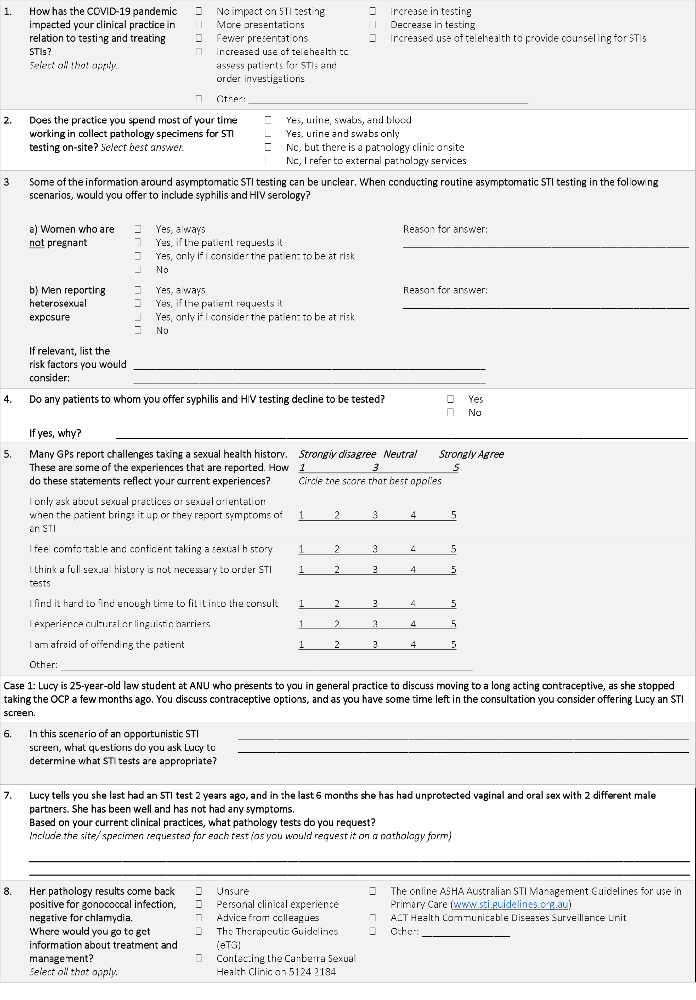 1. How has the COVID-19 pandemic impacted your clinical practice in relation to testing and treating STIs?
Select all that apply.
☐ No impact on STI testing
☐ More presentations
☐ Fewer presentations
☐ Increased use of telehealth to
assess patients for STIs and
order investigations
☐ Other: ____
☐ Increase in testing
☐ Decrease in testing
☐ Increased use of telehealth to provide counselling for STIs
2. Does the practice you spend most of your time
working in collect pathology specimens for STI
testing on-site? Select best answer.
☐ Yes, urine, swabs, and blood
☐ Yes, urine and swabs only
☐ No, but there is a pathology clinic onsite
☐ No, I refer to external pathology services
3 Some of the information around asymptomatic STI testing can be unclear. When conducting routine asymptomatic STI testing in the following
scenarios, would you offer to include syphilis and HIV serology?
a) Women who are
not pregnant
☐ Yes, always
☐ Yes, if the patient requests it
☐ Yes, only if I consider the patient to be at risk
☐ No
Reason for answer:
____
b) Men reporting
heterosexual
exposure
☐ Yes, always
☐ Yes, if the patient requests it
☐ Yes, only if I consider the patient to be at risk
☐ No
Reason for answer:
____
If relevant, list the
risk factors you would
consider:
____
____
____
4. Do any patients to whom you offer syphilis and HIV testing decline to be tested?
☐ Yes
☐ No
If yes, why? ____
5. Many GPs report challenges taking a sexual health history.
These are some of the experiences that are reported. How
do these statements reflect your current experiences?
Strongly disagree Neutral Strongly Agree
1 3 5
Circle the score that best applies
I only ask about sexual practices or sexual orientation
when the patient brings it up or they report symptoms of
an STI
1 2 3 4 5
I feel comfortable and confident taking a sexual history 1 2 3 4 5
I think a full sexual history is not necessary to order STI
tests
1 2 3 4 5
I find it hard to find enough time to fit it into the consult 1 2 3 4 5
I experience cultural or linguistic barriers 1 2 3 4 5
I am afraid of offending the patient 1 2 3 4 5
Other: ____
Case 1: Lucy is 25-year-old law student at ANU who presents to you in general practice to discuss moving to a long acting contraceptive, as she stopped
taking the OCP a few months ago. You discuss contraceptive options, and as you have some time left in the consultation you consider offering Lucy an STI
screen.
6. In this scenario of an opportunistic STI
screen, what questions do you ask Lucy to
determine what STI tests are appropriate?
____
____
7. Lucy tells you she last had an STI test 2 years ago, and in the last 6 months she has had unprotected vaginal and oral sex with 2 different male
partners. She has been well and has not had any symptoms.
Based on your current clinical practices, what pathology tests do you request?
Include the site/ specimen requested for each test (as you would request it on a pathology form)
____
____
8. Her pathology results come back
positive for gonococcal infection,
negative for chlamydia.
Where would you go to get
information about treatment and
management?
Select all that apply.
☐ Unsure
☐ Personal clinical experience
☐ Advice from colleagues
☐ The Therapeutic Guidelines
(eTG)
☐ Contacting the Canberra Sexual
Health Clinic on 5124 2184
☐ The online ASHA Australian STI Management Guidelines for use in
Primary Care (www.sti.guidelines.org.au)
☐ ACT Health Communicable Diseases Surveillance Unit
☐ Other: ____